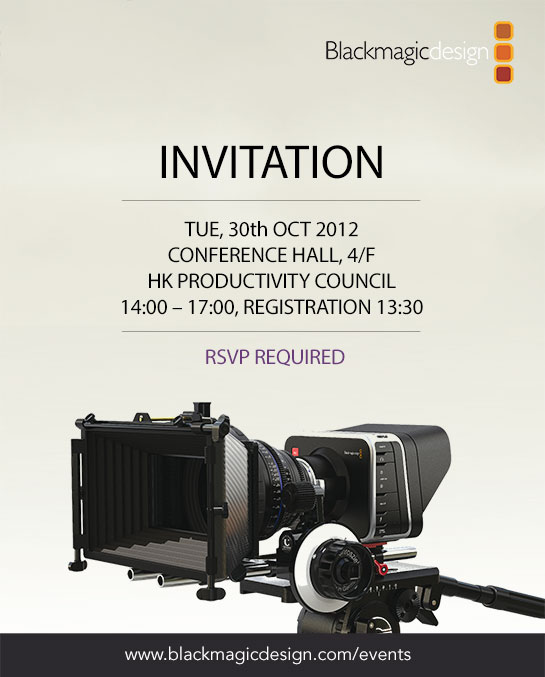 Blackmagicdesign
INVITATION
TUE, 30th OCT 2012
CONFERENCE HALL, 4/F
HK PRODUCTIVITY COUNCIL
14:00 – 17:00, REGISTRATION 13:30
RSVP REQUIRED
www.blackmagicdesign.com/events